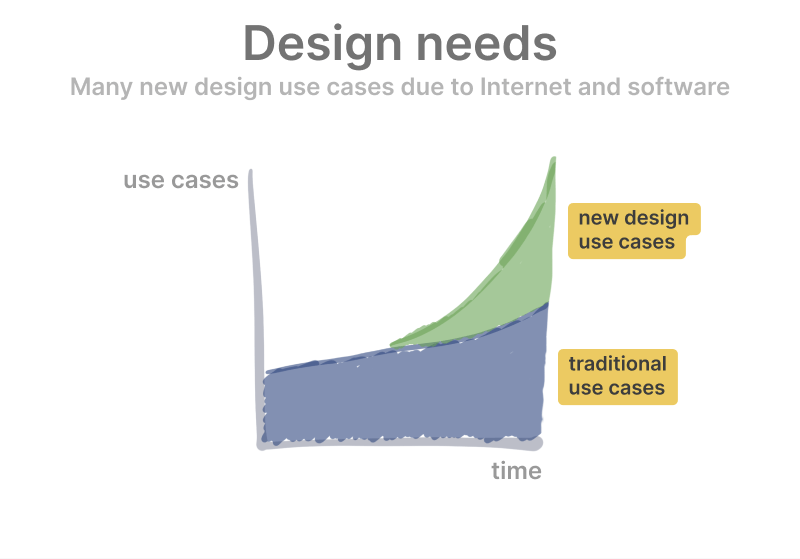 Design needs
Many new design use cases due to Internet and software
use cases
new design
use cases
traditional
use cases
time